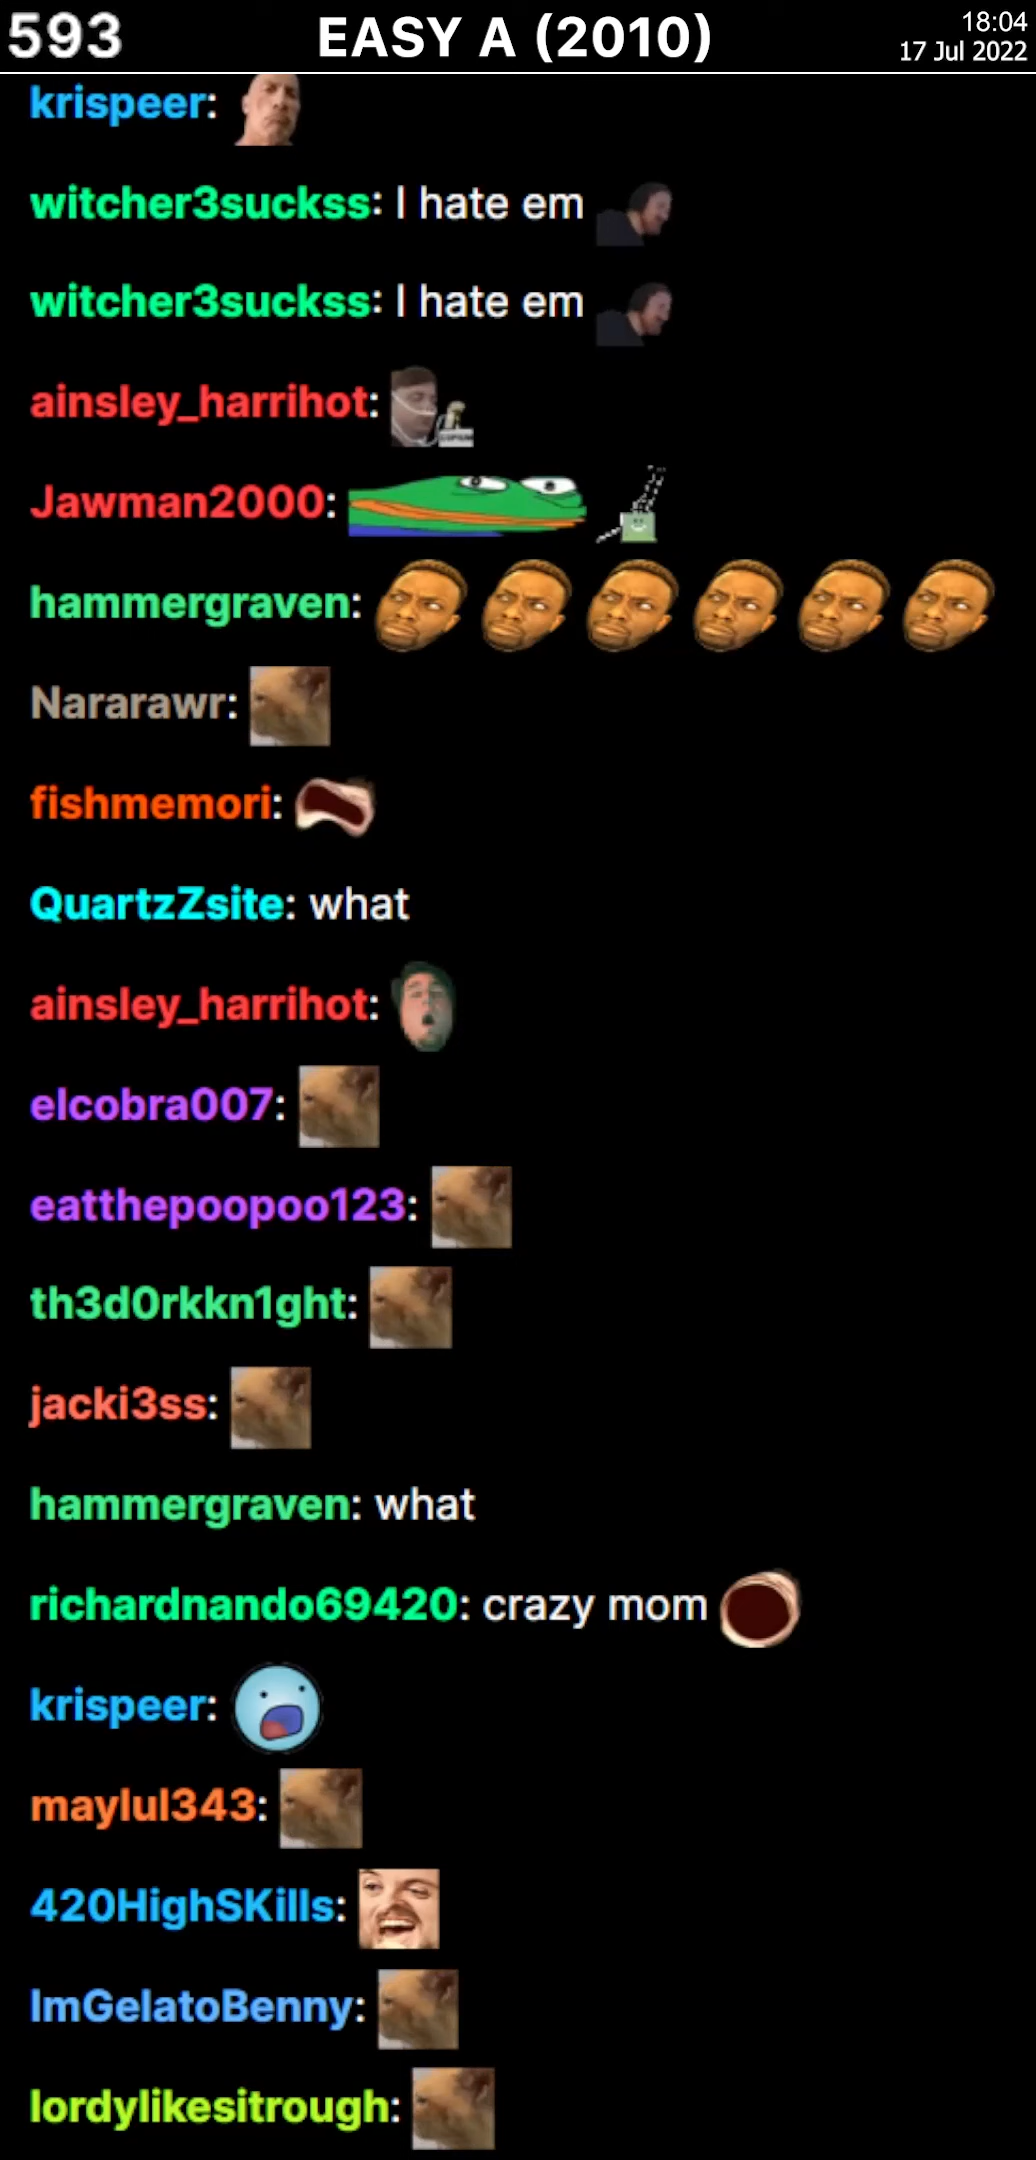 593
EASY A (2010)
18:04
17 Jul 2022
krispeer:
witcher3suckss: I hate em
witcher3suckss: I hate em
ainsley_harrihot:
Jawman2000:
hammergraven:
Nararawr:
fishmemori:
QuartzZsite: what
ainsley_harrihot:
elcobra007:
eatthepoopoo123:
th3d0rkkn1ght:
jacki3ss:
hammergraven: what
richardnando69420: crazy mom
krispeer:
maylul343:
420HighSKills:
ImGelatoBenny:
lordylikesitrough: